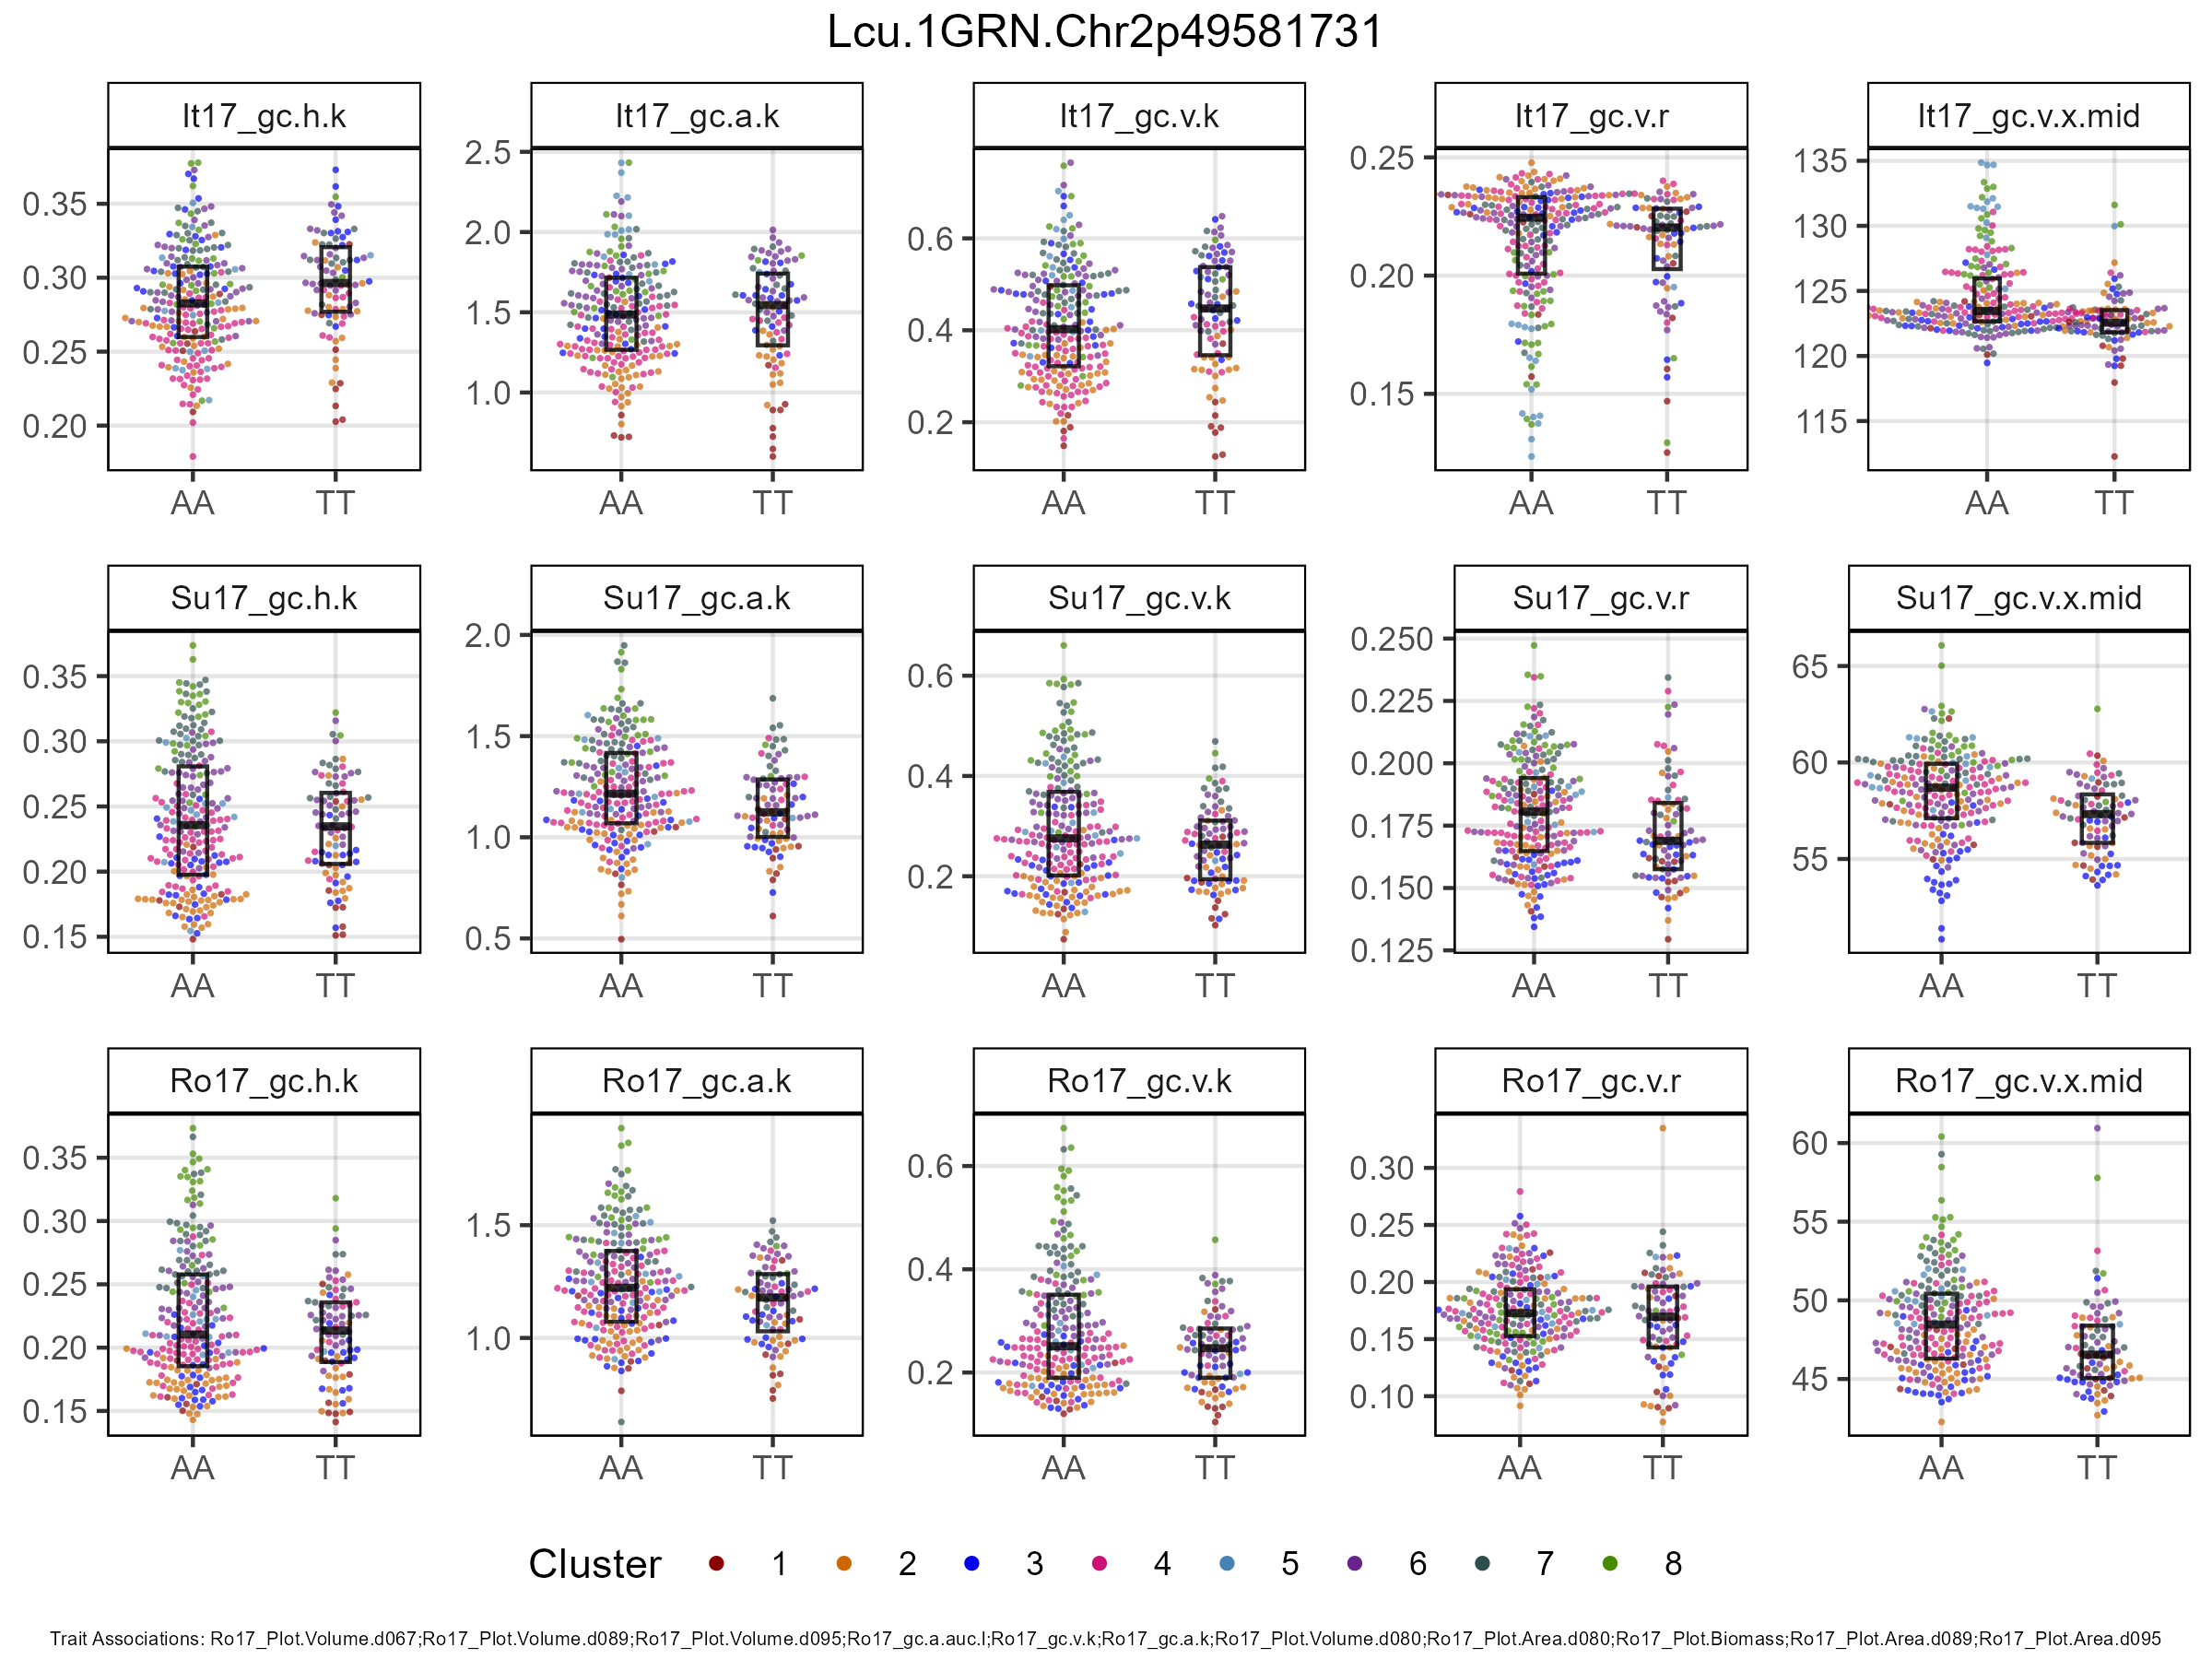 Lcu.1GRN.Chr2p49581731
It17_gc.h.k
It17_gc.a.k
It17_gc.v.k
It17_gc.v.r
It17_gc.v.x.mid
0.35
0.30
0.25
0.20
2.5
2.0
1.5
1.0
0.6
0.4
0.2
0.25
0.20
0.15
135
130
125
120
115
AA TT
AA TT
AA TT
AA TT
AA TT
Su17_gc.h.k
Su17_gc.a.k
Su17_gc.v.k
Su17_gc.v.r
Su17_gc.v.x.mid
0.35
0.30
0.25
0.20
0.15
2.0
1.5
1.0
0.5
0.6
0.4
0.2
0.250
0.225
0.200
0.175
0.150
0.125
65
60
55
AA TT
AA TT
AA TT
AA TT
AA TT
Ro17_gc.h.k
Ro17_gc.a.k
Ro17_gc.v.k
Ro17_gc.v.r
Ro17_gc.v.x.mid
0.35
0.30
0.25
0.20
0.15
1.5
1.0
0.6
0.4
0.2
0.30
0.25
0.20
0.15
0.10
60
55
50
45
AA TT
AA TT
AA TT
AA TT
AA TT
Cluster 1 2 3 4 5 6 7 8
Trait Associations: Ro17_Plot.Volume.d067;Ro17_Plot.Volume.d089;Ro17_Plot.Volume.d095;Ro17_gc.a.auc.l;Ro17_gc.v.k;Ro17_gc.a.k;Ro17_Plot.Volume.d080;Ro17_Plot.Area.d080;Ro17_Plot.Biomass;Ro17_Plot.Area.d089;Ro17_Plot.Area.d095